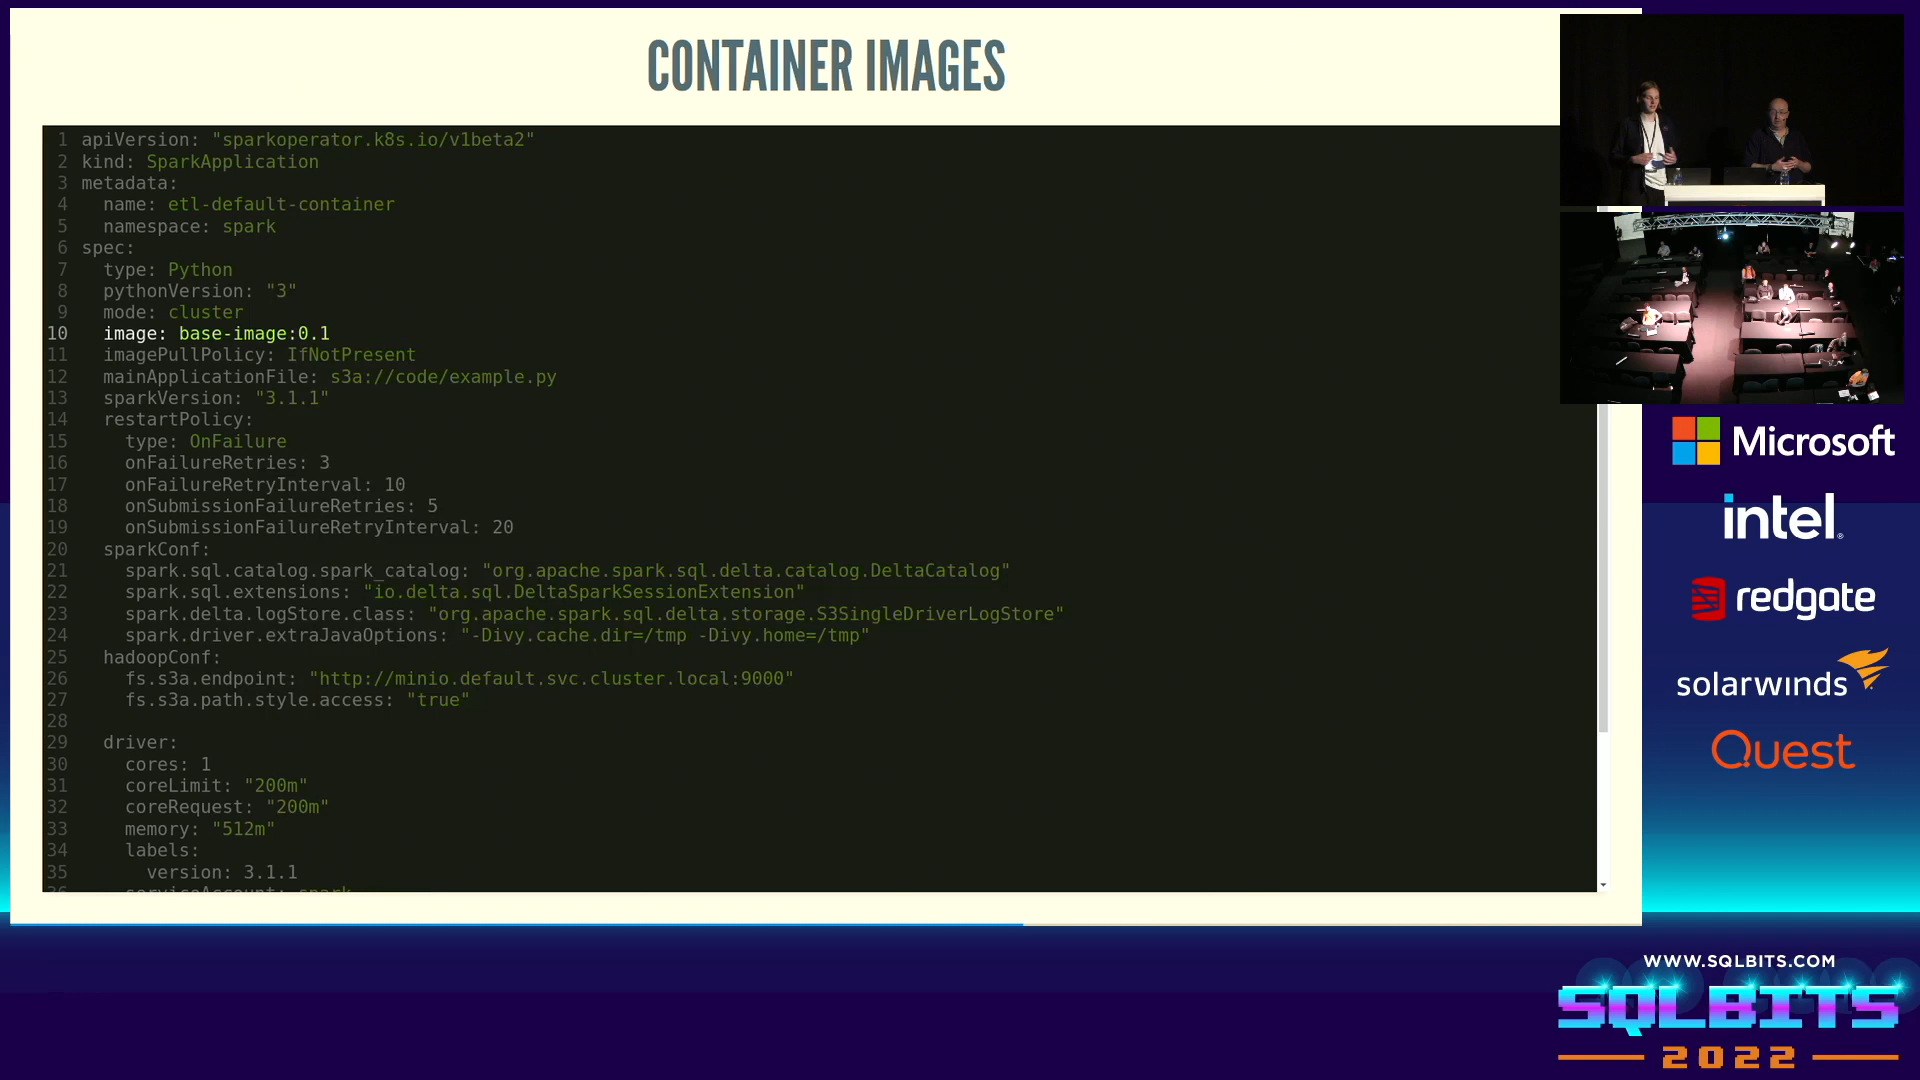 CONTAINER IMAGES
1 apiVersion: "sparkoperator.k8s.io/v1beta2"
2 kind: SparkApplication
3 metadata:
4   name: etl-default-container
5   namespace: spark
6 spec:
7   type: Python
8   pythonVersion: "3"
9   mode: cluster
10   image: base-image:0.1
11   imagePullPolicy: IfNotPresent
12   mainApplicationFile: s3a://code/example.py
13   sparkVersion: "3.1.1"
14   restartPolicy:
15     type: OnFailure
16     onFailureRetries: 3
17     onFailureRetryInterval: 10
18     onSubmissionFailureRetries: 5
19     onSubmissionFailureRetryInterval: 20
20   sparkConf:
21     spark.sql.catalog.spark_catalog: "org.apache.spark.sql.delta.catalog.DeltaCatalog"
22     spark.sql.extensions: "io.delta.sql.DeltaSparkSessionExtension"
23     spark.delta.logStore.class: "org.apache.spark.sql.delta.storage.S3SingleDriverLogStore"
24     spark.driver.extraJavaOptions: "-Divy.cache.dir=/tmp -Divy.home=/tmp"
25   hadoopConf:
26     fs.s3a.endpoint: "http://minio.default.svc.cluster.local:9000"
27     fs.s3a.path.style.access: "true"
28
29   driver:
30     cores: 1
31     coreLimit: "200m"
32     coreRequest: "200m"
33     memory: "512m"
34     labels:
35       version: 3.1.1
36     serviceAccount: spark
Microsoft
intel
redgate
solarwinds
Quest
WWW.SQLBITS.COM
SQLBITS
2022